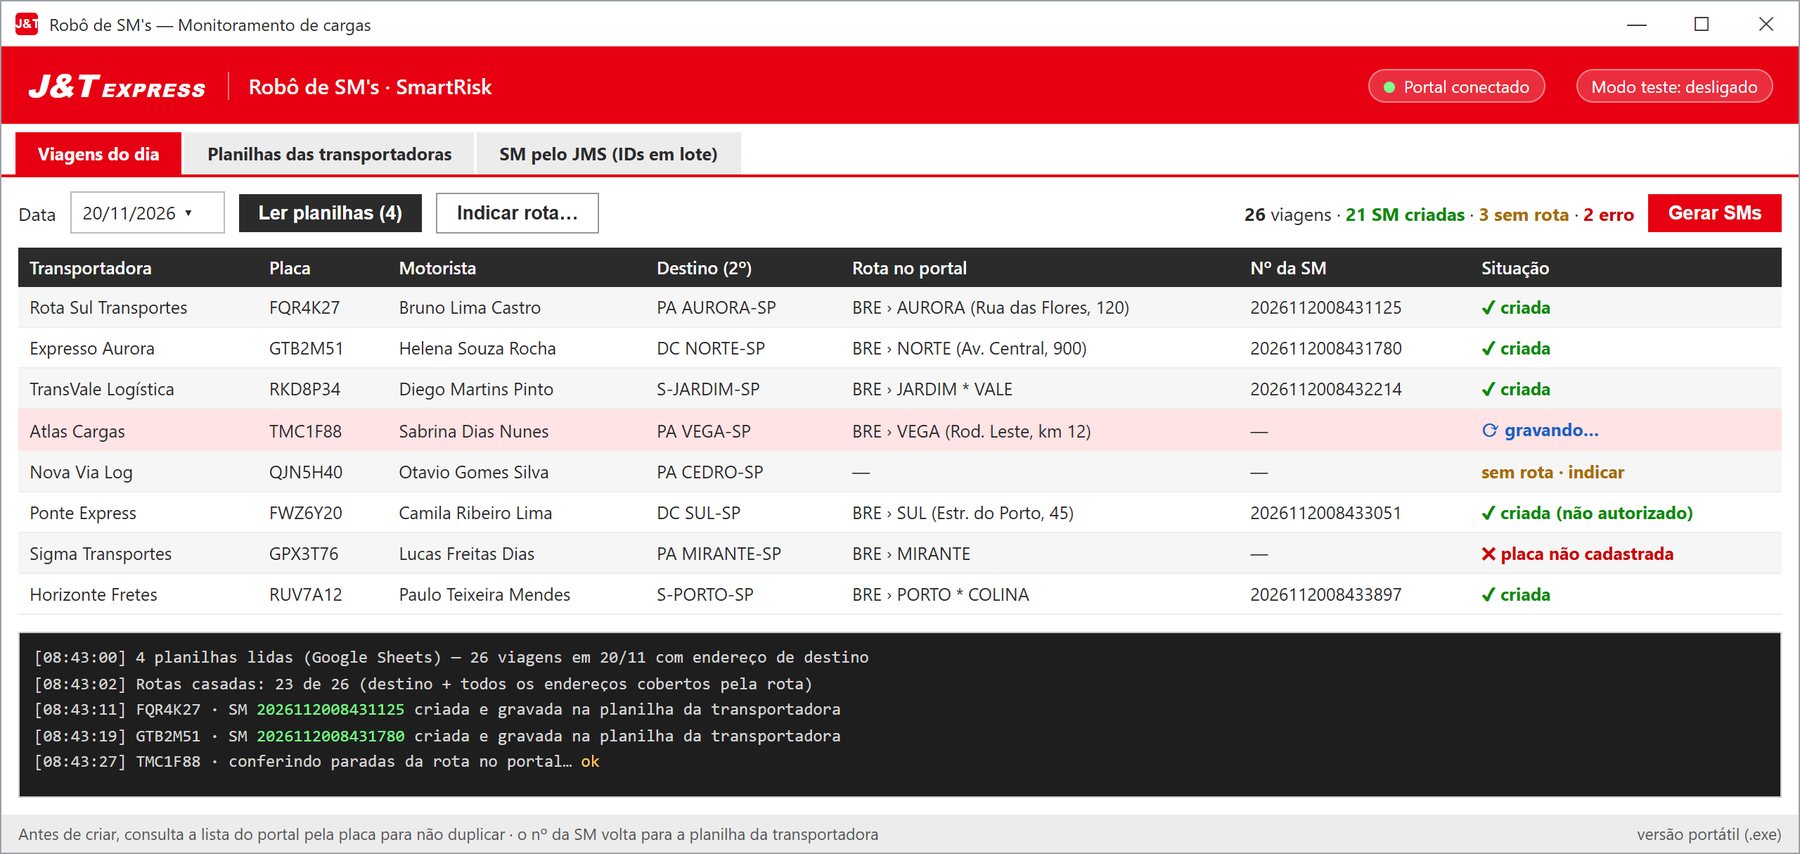 J&T Robô de SM's — Monitoramento de cargas
J&T EXPRESS Robô de SM's · SmartRisk Portal conectado Modo teste: desligado
Viagens do dia Planilhas das transportadoras SM pelo JMS (IDs em lote)
Data 20/11/2026 ▾ Ler planilhas (4) Indicar rota... 26 viagens · 21 SM criadas · 3 sem rota · 2 erro Gerar SMs
Transportadora Placa Motorista Destino (2º) Rota no portal Nº da SM Situação
Rota Sul Transportes FQR4K27 Bruno Lima Castro PA AURORA-SP BRE › AURORA (Rua das Flores, 120) 2026112008431125 ✔ criada
Expresso Aurora GTB2M51 Helena Souza Rocha DC NORTE-SP BRE › NORTE (Av. Central, 900) 2026112008431780 ✔ criada
TransVale Logística RKD8P34 Diego Martins Pinto S-JARDIM-SP BRE › JARDIM * VALE 2026112008432214 ✔ criada
Atlas Cargas TMC1F88 Sabrina Dias Nunes PA VEGA-SP BRE › VEGA (Rod. Leste, km 12) — ⟳ gravando...
Nova Via Log QJN5H40 Otavio Gomes Silva PA CEDRO-SP — — sem rota · indicar
Ponte Express FWZ6Y20 Camila Ribeiro Lima DC SUL-SP BRE › SUL (Estr. do Porto, 45) 2026112008433051 ✔ criada (não autorizado)
Sigma Transportes GPX3T76 Lucas Freitas Dias PA MIRANTE-SP BRE › MIRANTE — ✖ placa não cadastrada
Horizonte Fretes RUV7A12 Paulo Teixeira Mendes S-PORTO-SP BRE › PORTO * COLINA 2026112008433897 ✔ criada
[08:43:00] 4 planilhas lidas (Google Sheets) — 26 viagens em 20/11 com endereço de destino
[08:43:02] Rotas casadas: 23 de 26 (destino + todos os endereços cobertos pela rota)
[08:43:11] FQR4K27 · SM 2026112008431125 criada e gravada na planilha da transportadora
[08:43:19] GTB2M51 · SM 2026112008431780 criada e gravada na planilha da transportadora
[08:43:27] TMC1F88 · conferindo paradas da rota no portal… ok
Antes de criar, consulta a lista do portal pela placa para não duplicar · o nº da SM volta para a planilha da transportadora versão portátil (.exe)